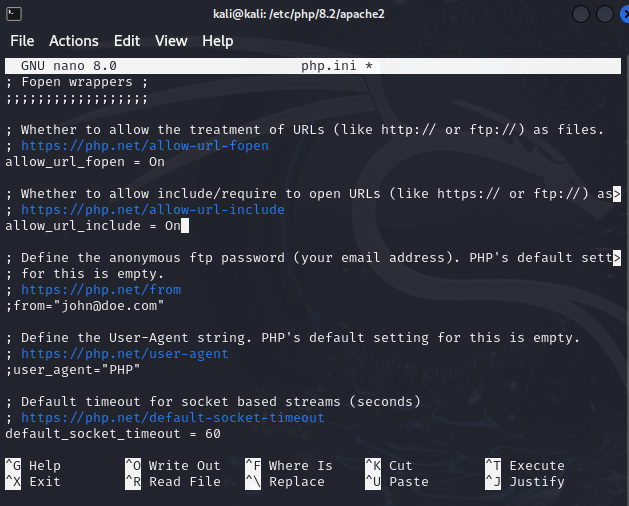 kali@kali: /etc/php/8.2/apache2
File Actions Edit View Help
GNU nano 8.0 php.ini *
; Fopen wrappers ;
;;;;;;;;;;;;;;;;;;
; Whether to allow the treatment of URLs (like http:// or ftp://) as files.
; https://php.net/allow-url-fopen
allow_url_fopen = On
; Whether to allow include/require to open URLs (like https:// or ftp://) as>
; https://php.net/allow-url-include
allow_url_include = On
; Define the anonymous ftp password (your email address). PHP's default sett>
; for this is empty.
; https://php.net/from
;from="john@doe.com"
; Define the User-Agent string. PHP's default setting for this is empty.
; https://php.net/user-agent
;user_agent="PHP"
; Default timeout for socket based streams (seconds)
; https://php.net/default-socket-timeout
default_socket_timeout = 60
^G Help ^O Write Out ^F Where Is ^K Cut ^T Execute
^X Exit ^R Read File ^\ Replace ^U Paste ^J Justify